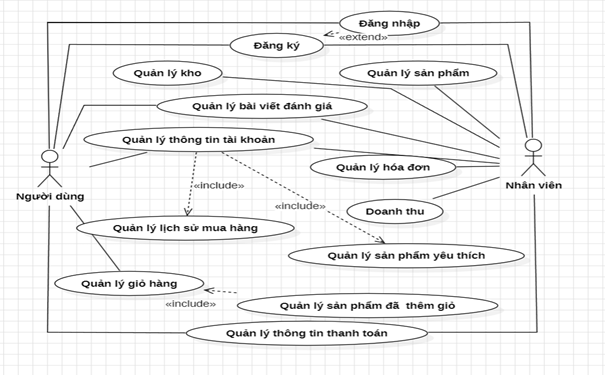 Đăng nhập
«extend»
Đăng ký
Quản lý kho
Quản lý sản phẩm
Quản lý bài viết đánh giá
Quản lý thông tin tài khoản
Quản lý hóa đơn
Người dùng
Nhân viên
«include»
«include»
Doanh thu
Quản lý lịch sử mua hàng
Quản lý sản phẩm yêu thích
Quản lý giỏ hàng
«include»
Quản lý sản phẩm đã thêm giỏ
Quản lý thông tin thanh toán